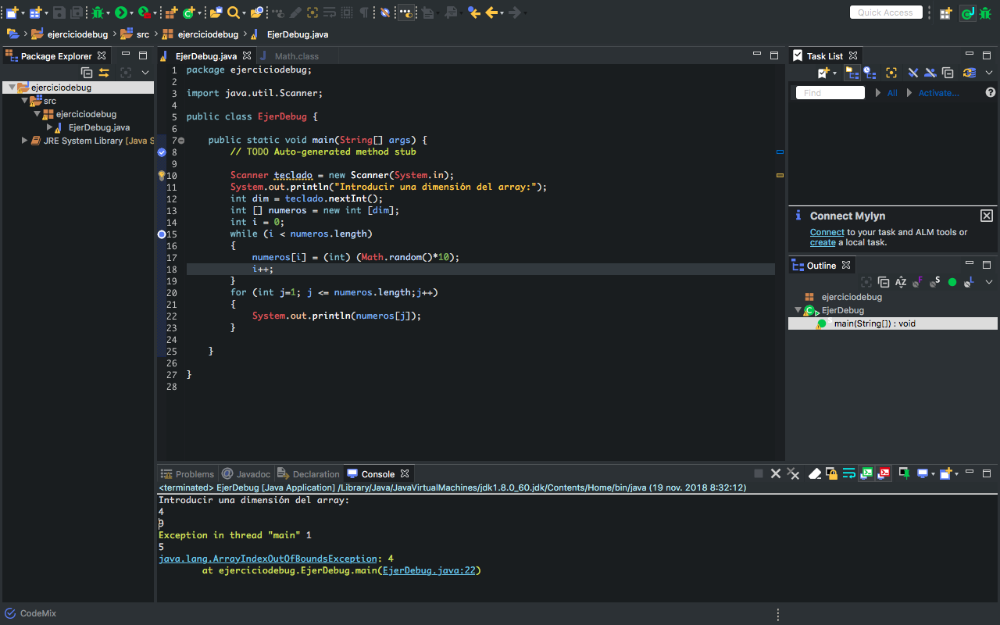 Quick Access
ejerciciodebug
src
ejerciciodebug
EjerDebug.java
Package Explorer
ejerciciodebug
src
ejerciciodebug
EjerDebug.java
JRE System Library [Java S
EjerDebug.java
Math.class
1 package ejerciciodebug;
2
3 import java.util.Scanner;
4
5 public class EjerDebug {
6
7 public static void main(String[] args) {
8 // TODO Auto-generated method stub
9
10 Scanner teclado = new Scanner(System.in);
11 System.out.println("Introducir una dimensión del array:");
12 int dim = teclado.nextInt();
13 int [] numeros = new int [dim];
14 int i = 0;
15 while (i < numeros.length)
16 {
17 numeros[i] = (int) (Math.random()*10);
18 i++;
19 }
20 for (int j=1; j <= numeros.length;j++)
21 {
22 System.out.println(numeros[j]);
23 }
24
25 }
26
27 }
28
Task List
Find
All
Activate...
Connect Mylyn
Connect to your task and ALM tools or
create a local task.
Outline
ejerciciodebug
EjerDebug
main(String[]) : void
Problems
Javadoc
Declaration
Console
<terminated> EjerDebug [Java Application] /Library/Java/JavaVirtualMachines/jdk1.8.0_60.jdk/Contents/Home/bin/java (19 nov. 2018 8:32:12)
Introducir una dimensión del array:
4
9
Exception in thread "main" 1
5
java.lang.ArrayIndexOutOfBoundsException: 4
at ejerciciodebug.EjerDebug.main(EjerDebug.java:22)
CodeMix